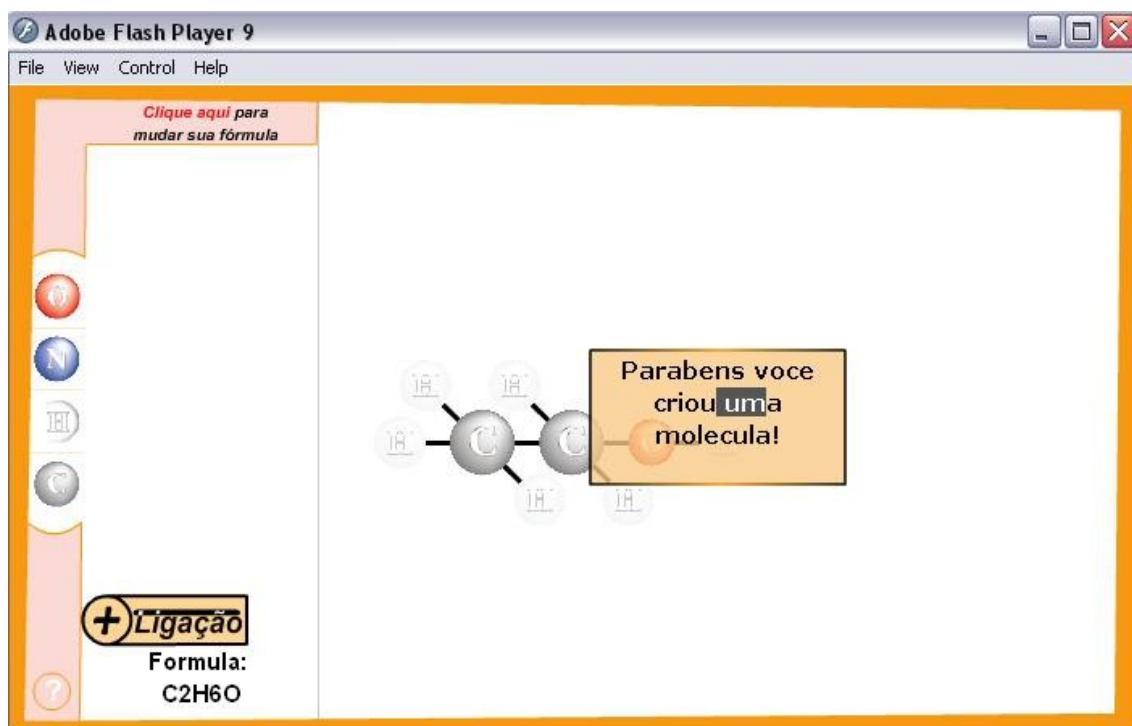 Adobe Flash Player 9
File View Control Help
Clique aqui para
mudar sua fórmula
O
N
H
C
H H
H C C
H H
Parabens voce
criou uma
molecula!
+ Ligação
Formula:
C2H6O
?